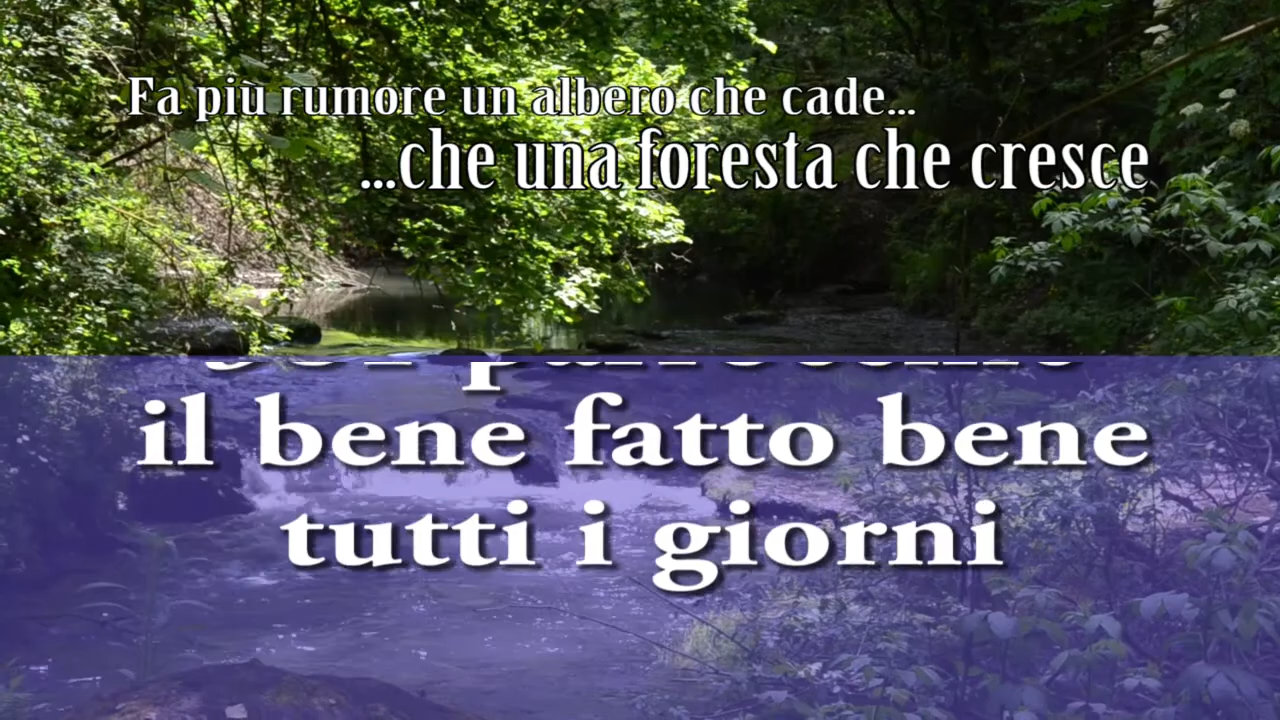 Fa più rumore un albero che cade...
...che una foresta che cresce
il bene fatto bene
tutti i giorni